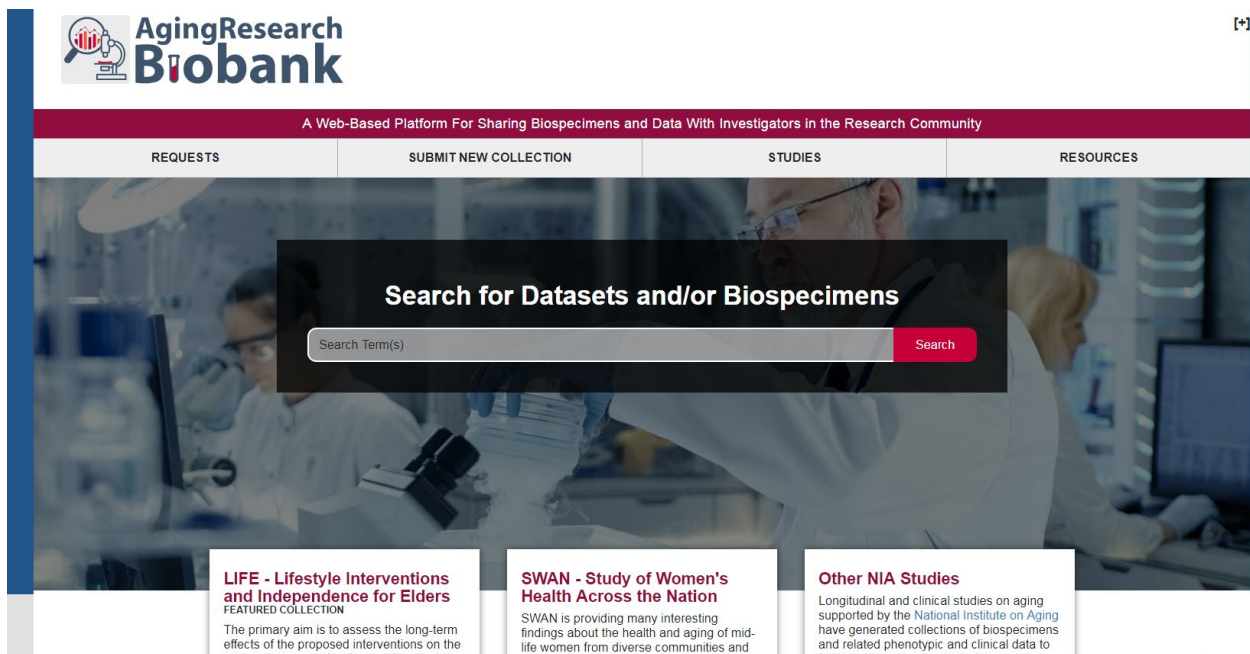 AgingResearch
Biobank
[+]
A Web-Based Platform For Sharing Biospecimens and Data With Investigators in the Research Community
REQUESTS
SUBMIT NEW COLLECTION
STUDIES
RESOURCES
Search for Datasets and/or Biospecimens
Search Term(s)
Search
LIFE - Lifestyle Interventions
and Independence for Elders
FEATURED COLLECTION
The primary aim is to assess the long-term
effects of the proposed interventions on the
SWAN - Study of Women's
Health Across the Nation
SWAN is providing many interesting
findings about the health and aging of mid-
life women from diverse communities and
Other NIA Studies
Longitudinal and clinical studies on aging
supported by the National Institute on Aging
have generated collections of biospecimens
and related phenotypic and clinical data to